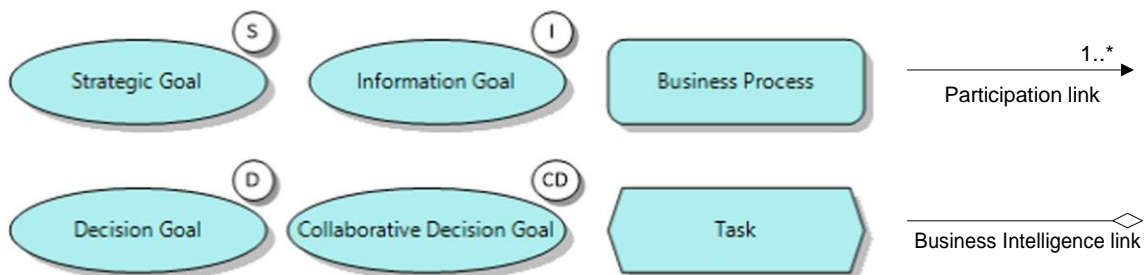 S
I
Strategic Goal
Information Goal
Business Process
1..*
Participation link
D
CD
Decision Goal
Collaborative Decision Goal
Task
Business Intelligence link